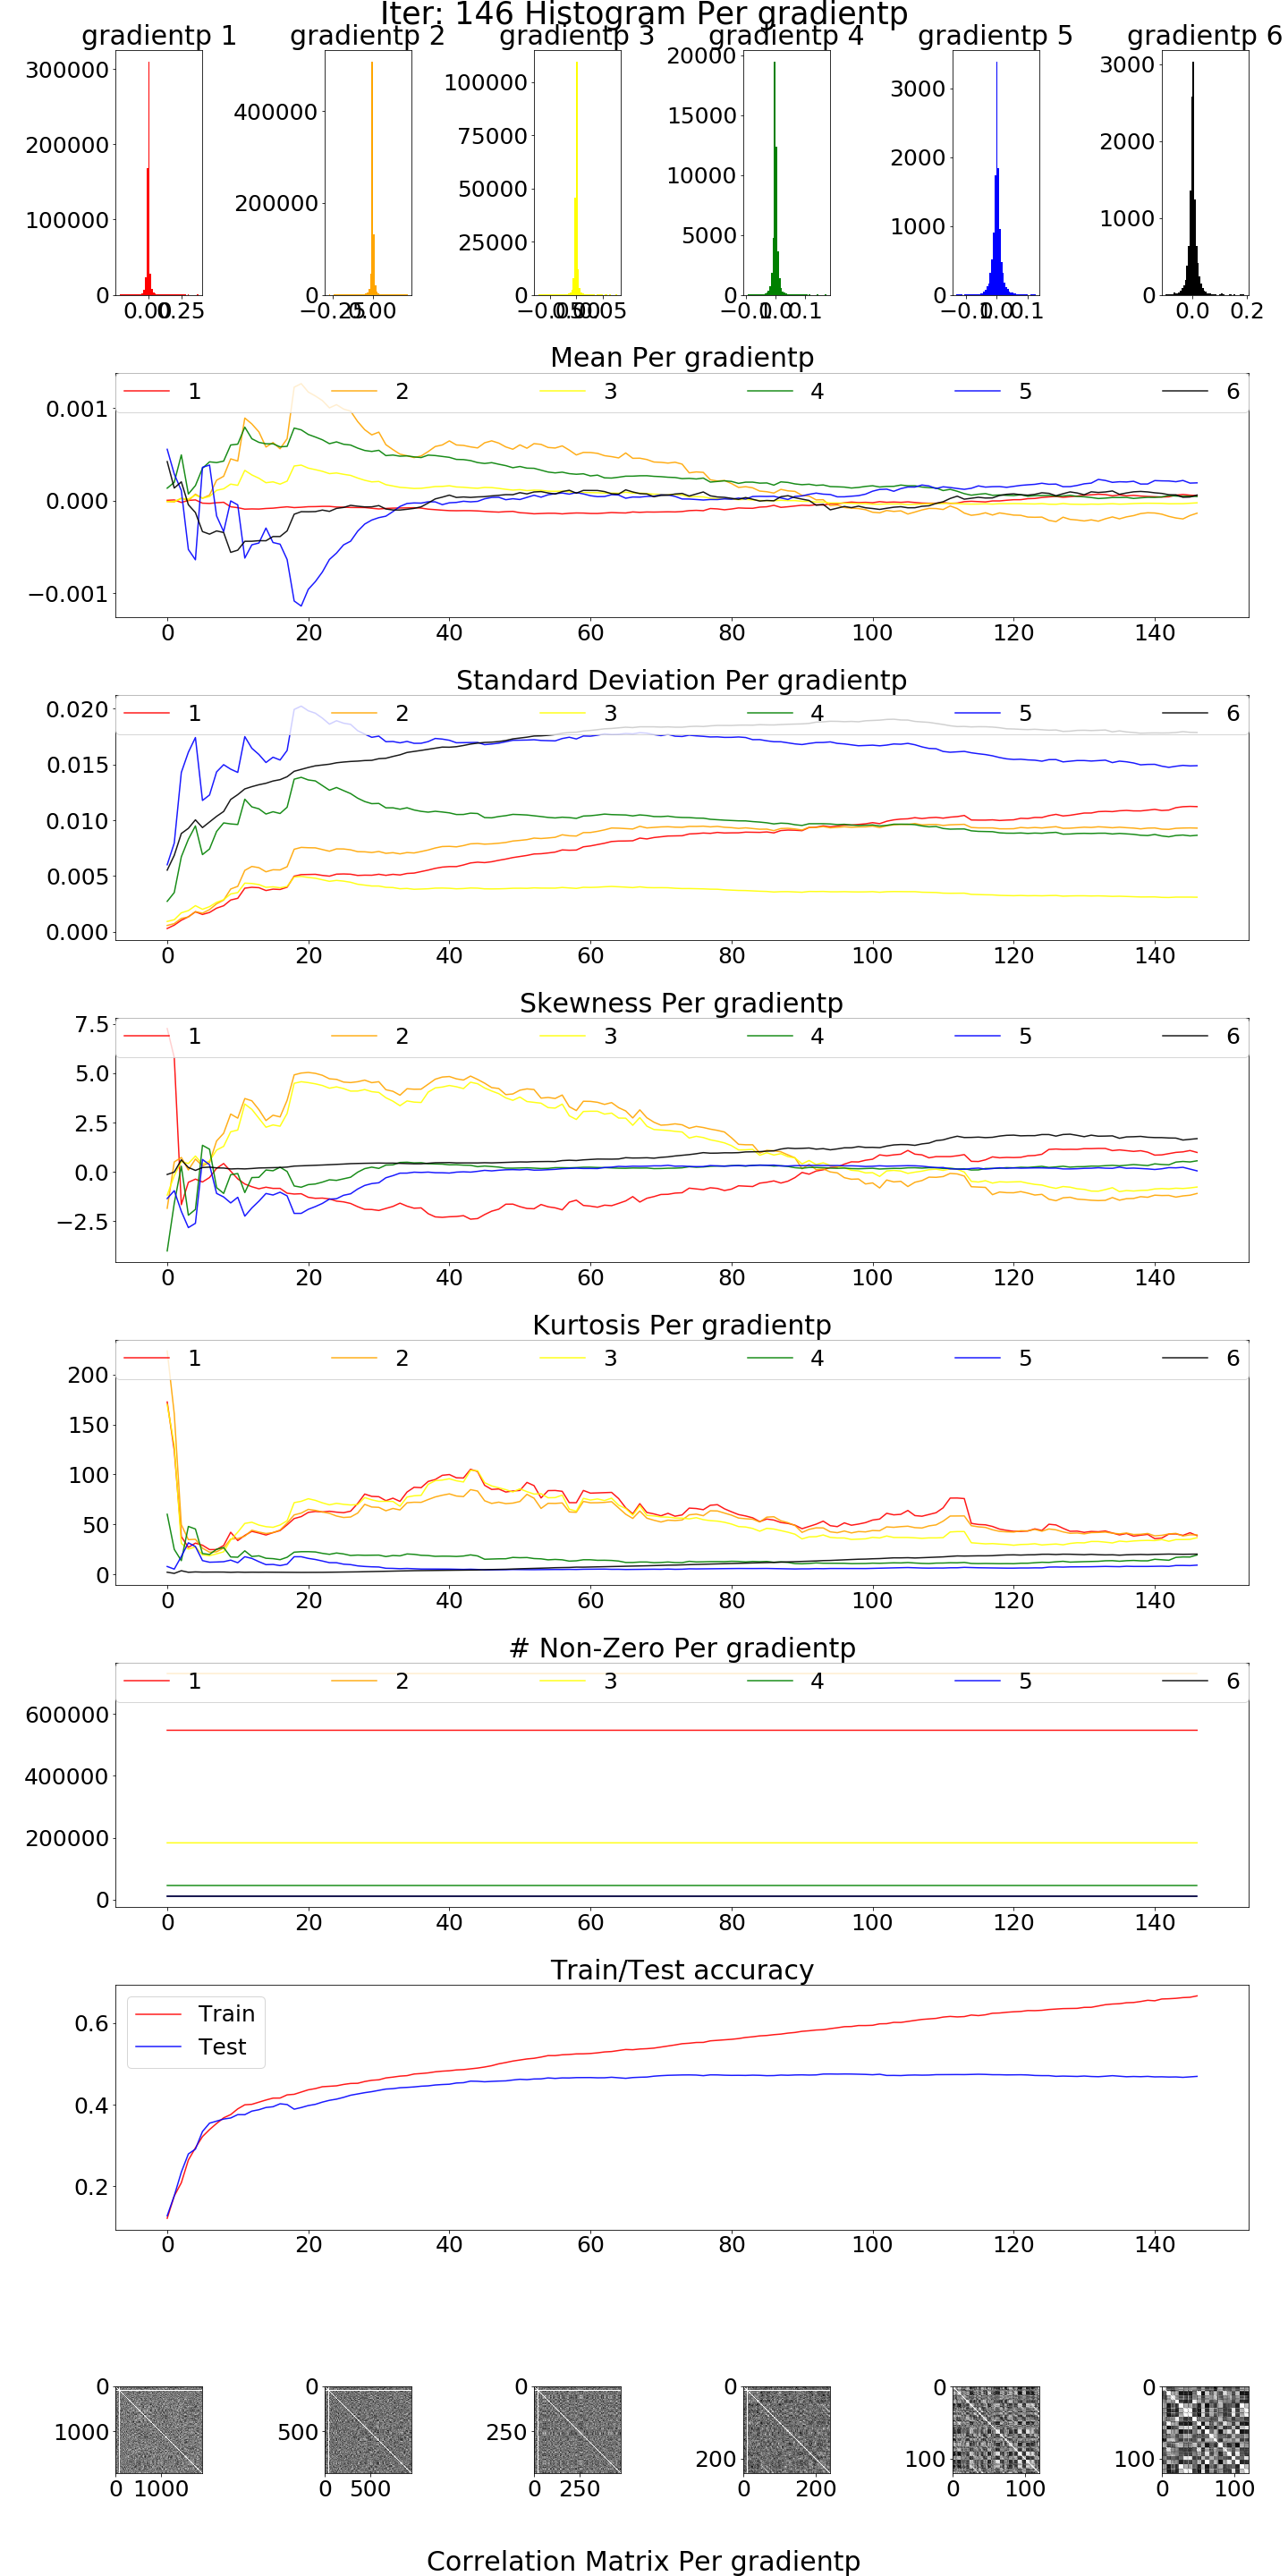 Iter: 146 Histogram Per gradientp
gradientp 1 gradientp 2 gradientp 3 gradientp 4 gradientp 5 gradientp 6
300000
200000
100000
0
0.00 0.25
400000
200000
0
−0.25 0.00
100000
75000
50000
25000
0
−0.05 0.00 0.05
20000
15000
10000
5000
0
−0.1 0.0 0.1
3000
2000
1000
0
−0.1 0.0 0.1
3000
2000
1000
0
0.0 0.2
Mean Per gradientp
1 2 3 4 5 6
0.001
0.000
−0.001
0 20 40 60 80 100 120 140
Standard Deviation Per gradientp
1 2 3 4 5 6
0.020
0.015
0.010
0.005
0.000
0 20 40 60 80 100 120 140
Skewness Per gradientp
1 2 3 4 5 6
7.5
5.0
2.5
0.0
−2.5
0 20 40 60 80 100 120 140
Kurtosis Per gradientp
1 2 3 4 5 6
200
150
100
50
0
0 20 40 60 80 100 120 140
# Non-Zero Per gradientp
1 2 3 4 5 6
600000
400000
200000
0
0 20 40 60 80 100 120 140
Train/Test accuracy
Train
Test
0.6
0.4
0.2
0 20 40 60 80 100 120 140
0
1000
0 1000
0
500
0 500
0
250
0 250
0
200
0 200
0
100
0 100
0
100
0 100
Correlation Matrix Per gradientp